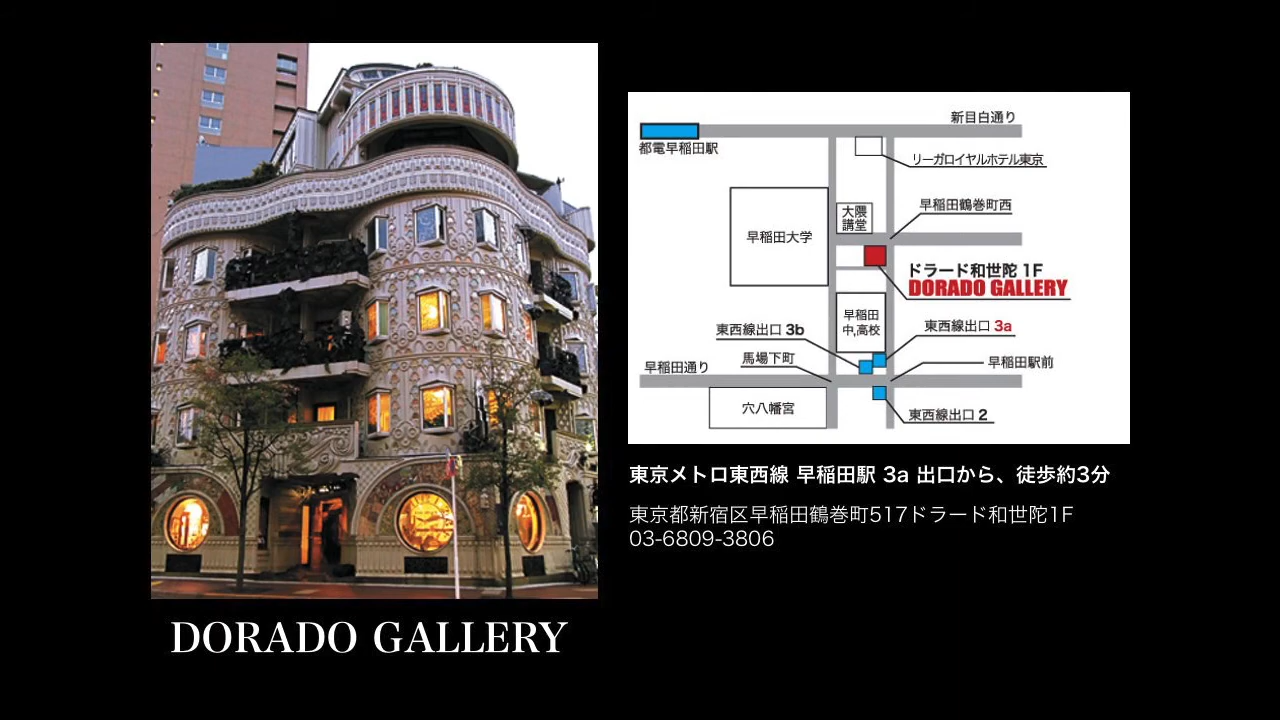 新目白通り
都電早稲田駅
リーガロイヤルホテル東京
早稲田鶴巻町西
大隈
講堂
早稲田大学
ドラード和世陀 1F
DORADO GALLERY
早稲田
中,高校
東西線出口 3b
東西線出口 3a
馬場下町
早稲田駅前
早稲田通り
穴八幡宮
東西線出口 2
東京メトロ東西線 早稲田駅 3a 出口から、徒歩約3分
東京都新宿区早稲田鶴巻町517ドラード和世陀1F
03-6809-3806
DORADO GALLERY